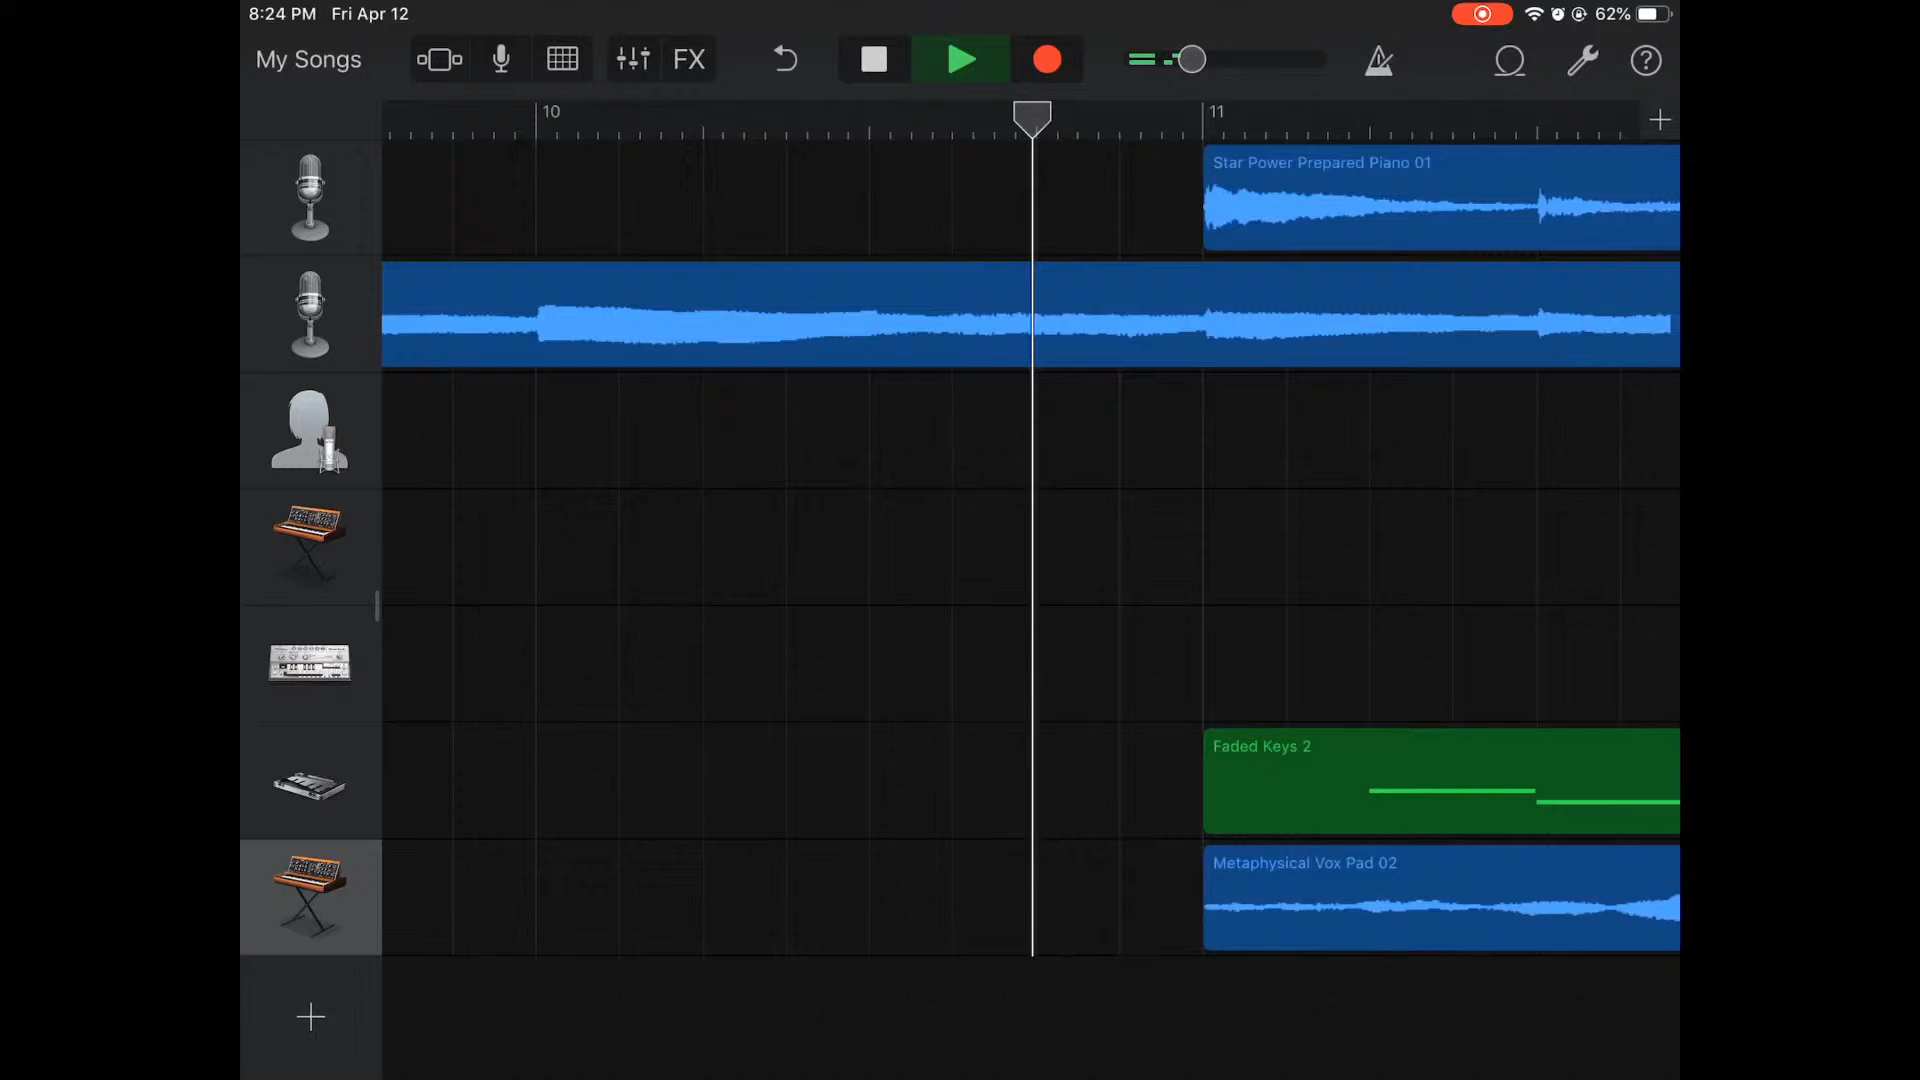 8:24 PM Fri Apr 12
62%
My Songs
FX
10
11
Star Power Prepared Piano 01
Faded Keys 2
Metaphysical Vox Pad 02